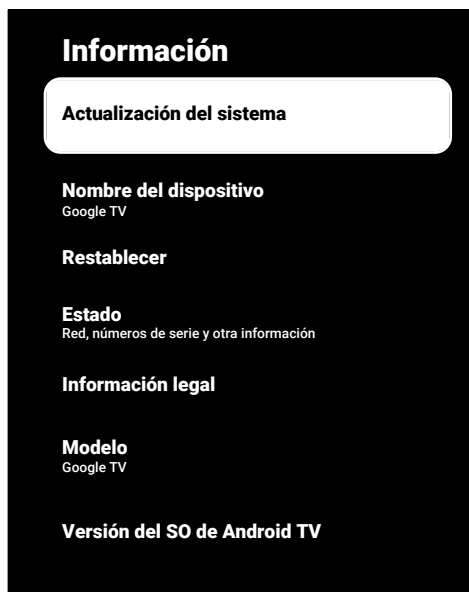 Información
Actualización del sistema
Nombre del dispositivo
Google TV
Restablecer
Estado
Red, números de serie y otra información
Información legal
Modelo
Google TV
Versión del SO de Android TV